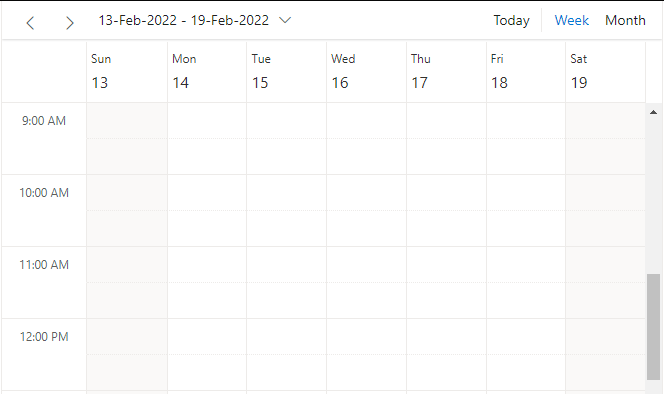 13-Feb-2022 - 19-Feb-2022 Today Week Month
Sun Mon Tue Wed Thu Fri Sat
13 14 15 16 17 18 19
9:00 AM
10:00 AM
11:00 AM
12:00 PM